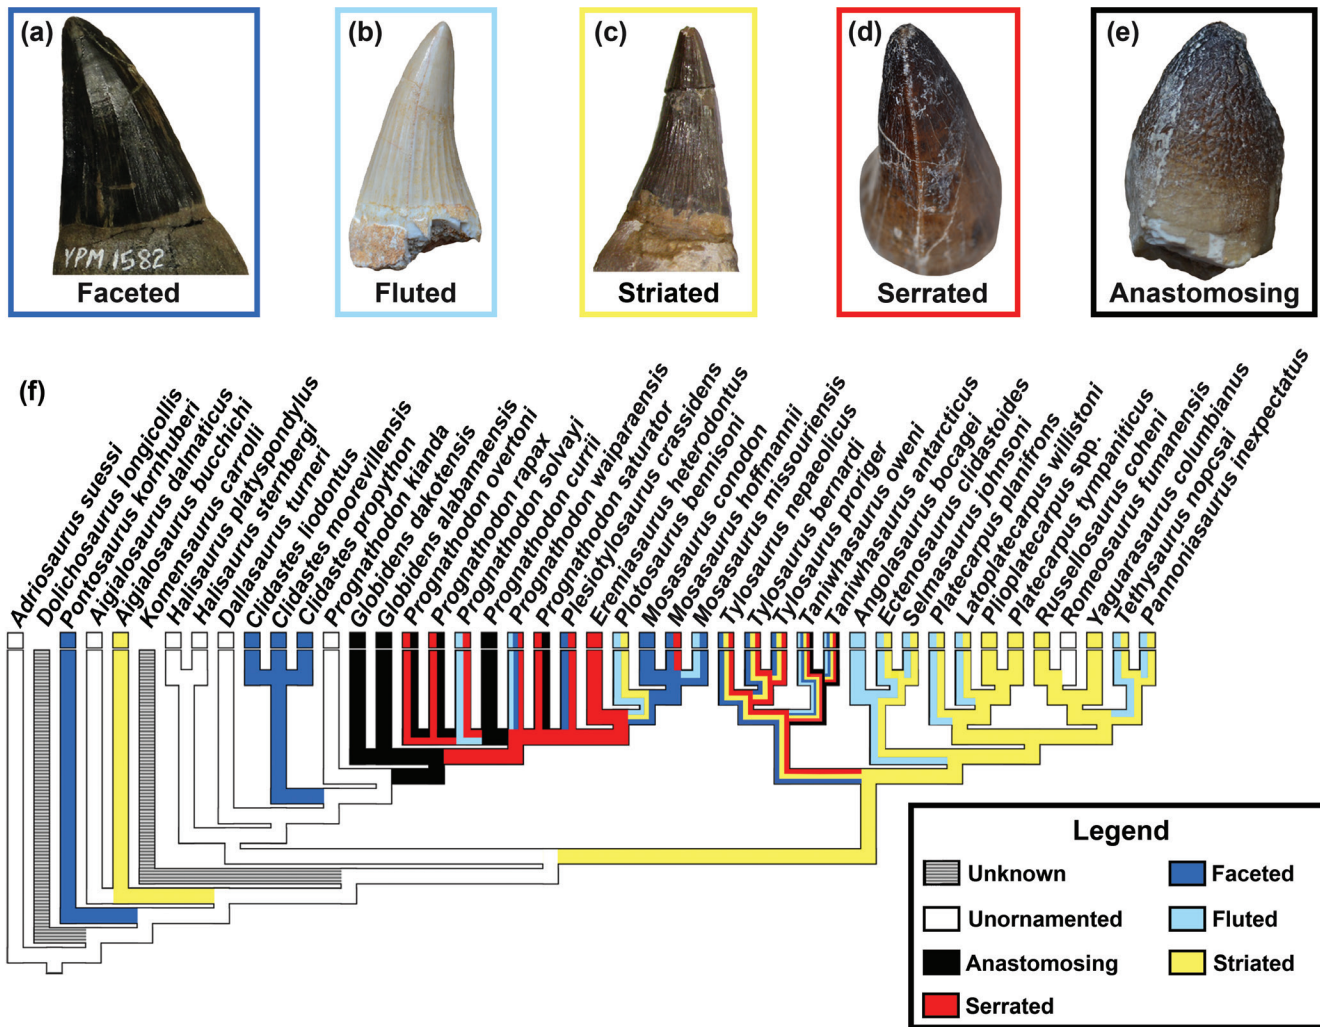 (a)
YPM 1582
Faceted
(b)
Fluted
(c)
Striated
(d)
Serrated
(e)
Anastomosing
(f)
Adriosaurus suessi
Dolichosaurus longicollis
Pontosaurus kornhuberi
Aigialosaurus dalmaticus
Aigialosaurus bucchichi
Komensaurus carrolli
Halisaurus platyspondylus
Halisaurus sternbergi
Dallasaurus turneri
Clidastes liodontus
Clidastes moorevillensis
Clidastes propython
Prognathodon kianda
Globidens dakotensis
Globidens alabamaensis
Prognathodon overtoni
Prognathodon rapax
Prognathodon solvayi
Prognathodon currii
Prognathodon waiparaensis
Prognathodon saturator
Plesiotylosaurus crassidens
Eremiasaurus heterodontus
Plotosaurus bennisoni
Mosasaurus conodon
Mosasaurus hoffmannii
Mosasaurus missouriensis
Tylosaurus nepaeolicus
Tylosaurus bernardi
Tylosaurus proriger
Taniwhasaurus oweni
Taniwhasaurus antarcticus
Angolasaurus bocagei
Ectenosaurus clidastoides
Selmasaurus johnsoni
Platecarpus planifrons
Latoplatecarpus willistoni
Plioplatecarpus spp.
Platecarpus tympaniticus
Russellosaurus coheni
Romeosaurus fumanensis
Yaguarasaurus columbianus
Tethysaurus nopcsai
Pannoniasaurus inexpectatus
Legend
Unknown
Faceted
Unornamented
Fluted
Anastomosing
Striated
Serrated